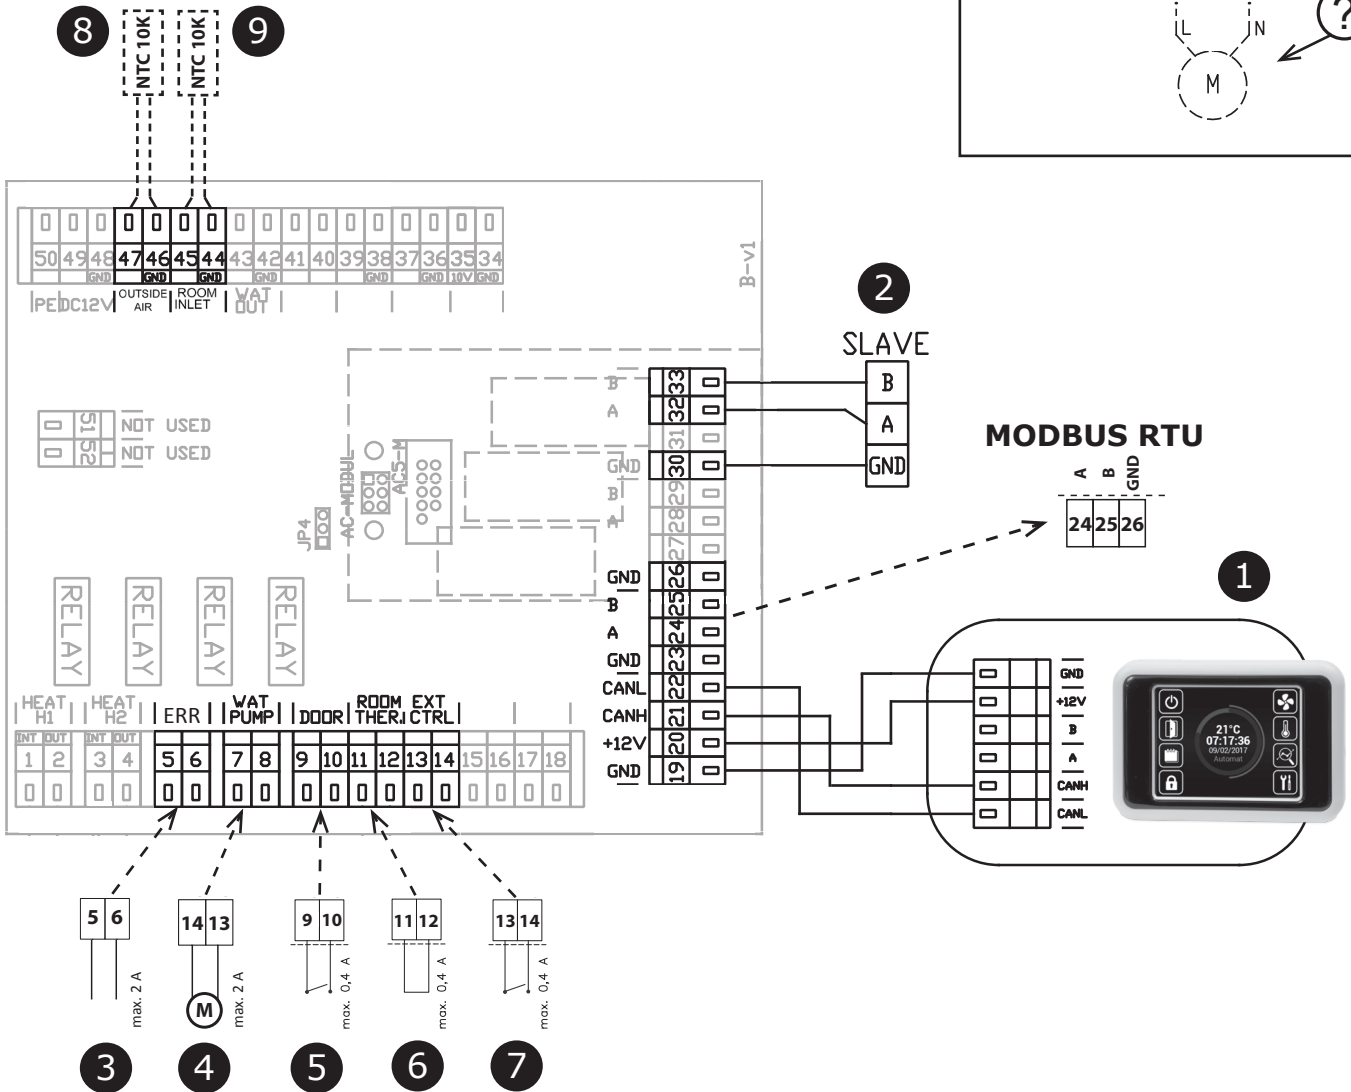 8
NTC 10K
NTC 10K
9
L
N
?
M
50 49 48 47 46 45 44 43 42 41 40 39 38 37 36 35 34
GND GND GND GND GND GND 10V GND
PE DC12V OUTSIDE AIR ROOM INLET WAT OUT
B-v1
2
SLAVE
B
A
GND
51 NOT USED
52 NOT USED
AC-MODUL
AC5-M
JP4
B 33
A 32
31
GND 30
B 29
A 28
27
GND 26
B 25
A 24
GND 23
CANL 22
CANH 21
+12V 20
GND 19
MODBUS RTU
A
B
GND
24 25 26
1
GND
+12V
B
A
CANH
CANL
21°C
07:17:36
09/02/2017
Automat
RELAY
RELAY
RELAY
RELAY
HEAT H1
HEAT H2
ERR
WAT PUMP
DOOR
ROOM THER.
EXT CTRL
INT OUT INT OUT
1 2 3 4 5 6 7 8 9 10 11 12 13 14 15 16 17 18
5 6
max. 2 A
3
14 13
M
max. 2 A
4
9 10
max. 0,4 A
5
11 12
max. 0,4 A
6
13 14
max. 0,4 A
7